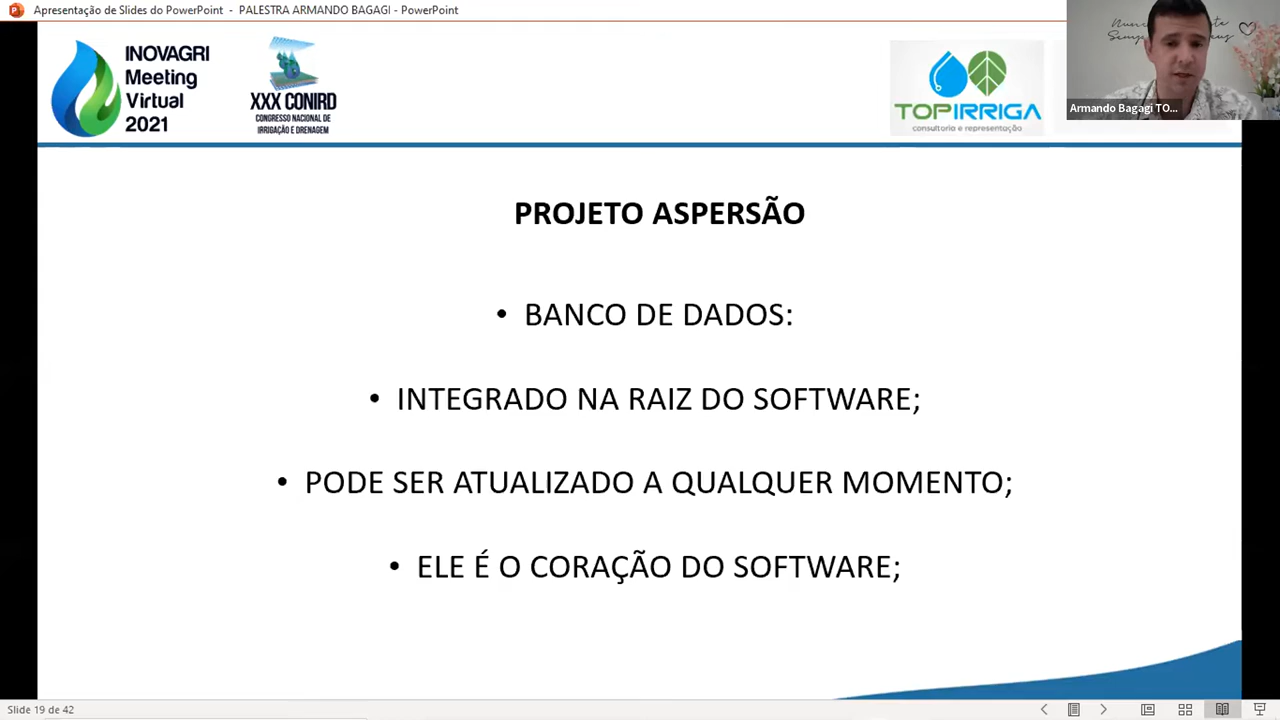 Apresentação de Slides do PowerPoint - PALESTRA ARMANDO BAGAGI - PowerPoint
INOVAGRI
Meeting
Virtual
2021
XXX CONIRD
CONGRESSO NACIONAL DE
IRRIGAÇÃO E DRENAGEM
TOPIRRIGA
consultoria e representação
Armando Bagagi TO...
PROJETO ASPERSÃO
• BANCO DE DADOS:
• INTEGRADO NA RAIZ DO SOFTWARE;
• PODE SER ATUALIZADO A QUALQUER MOMENTO;
• ELE É O CORAÇÃO DO SOFTWARE;
Slide 19 de 42